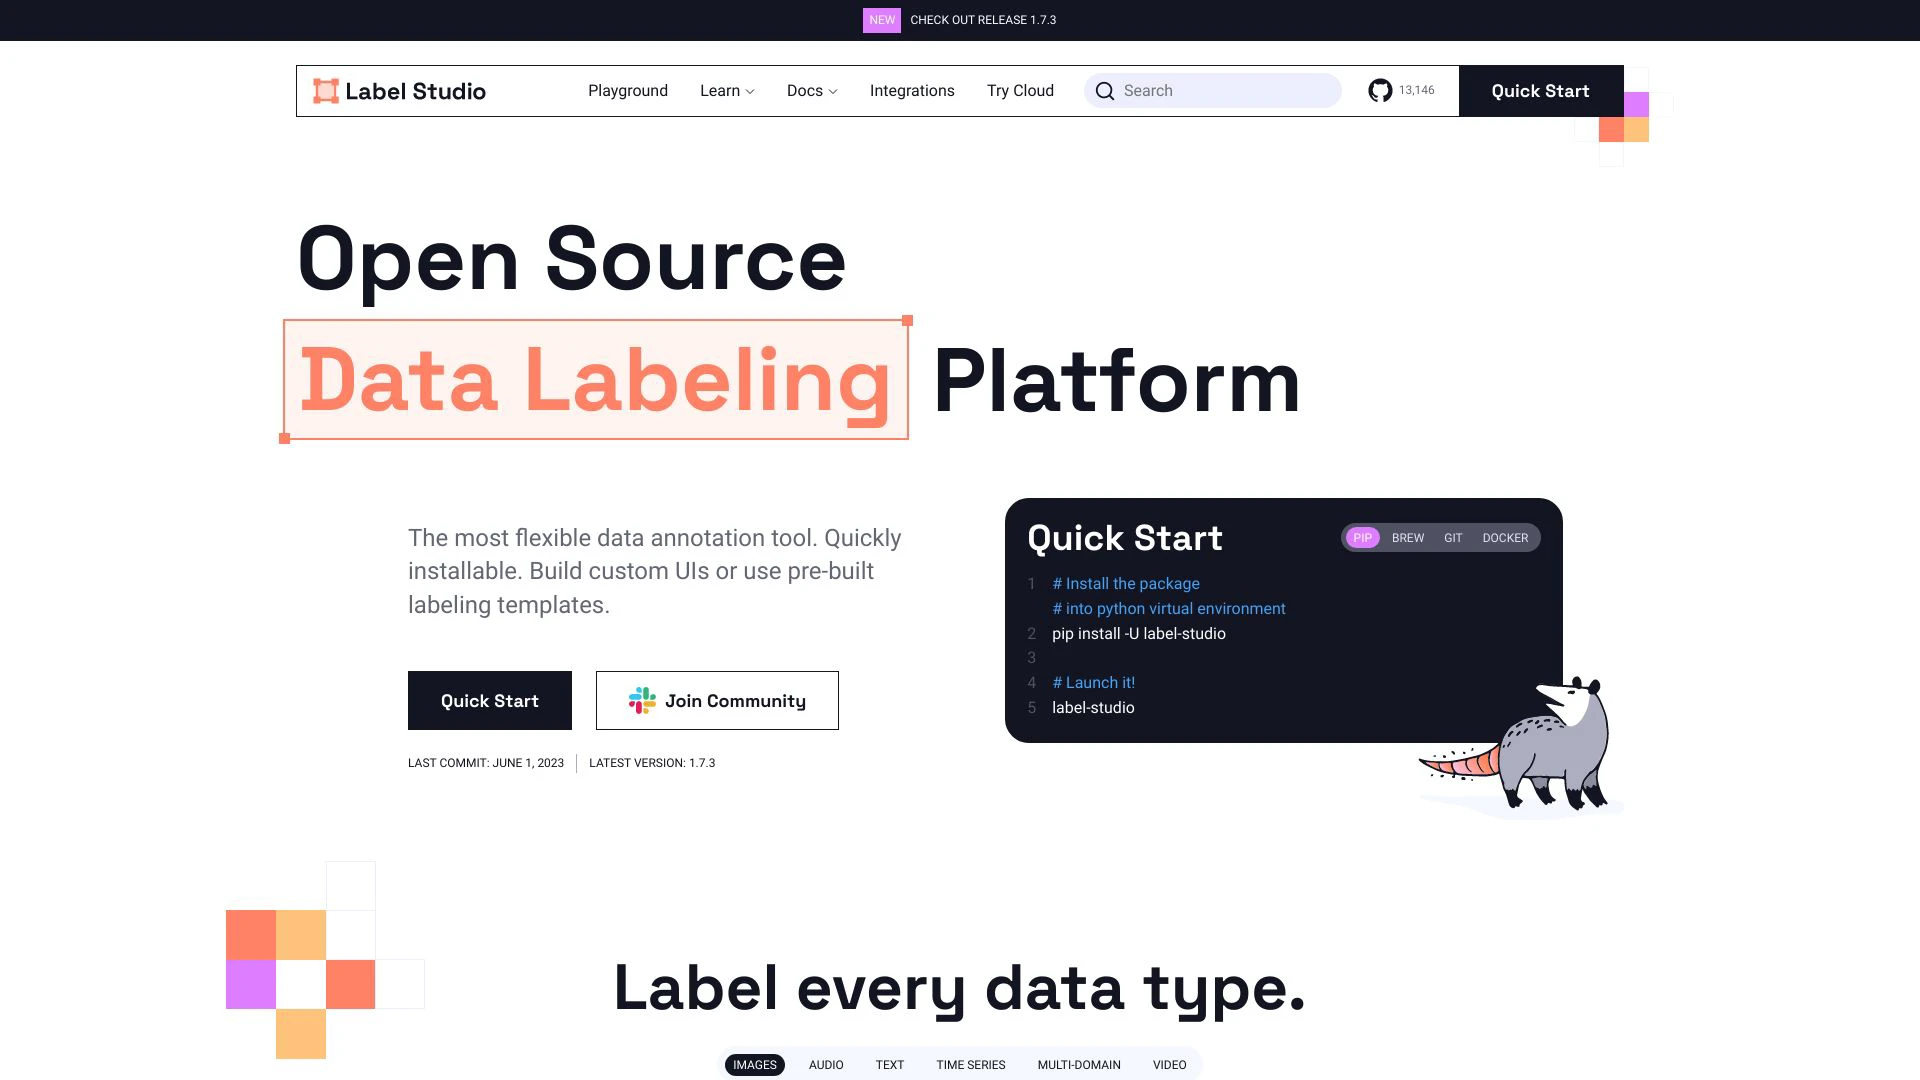 NEW CHECK OUT RELEASE 1.7.3
Label Studio Playground Learn Docs Integrations Try Cloud Search 13,146 Quick Start
Open Source
Data Labeling Platform
The most flexible data annotation tool. Quickly
installable. Build custom UIs or use pre-built
labeling templates.
Quick Start Join Community
LAST COMMIT: JUNE 1, 2023 LATEST VERSION: 1.7.3
Quick Start PIP BREW GIT DOCKER
1 # Install the package
# into python virtual environment
2 pip install -U label-studio
3
4 # Launch it!
5 label-studio
Label every data type.
IMAGES AUDIO TEXT TIME SERIES MULTI-DOMAIN VIDEO